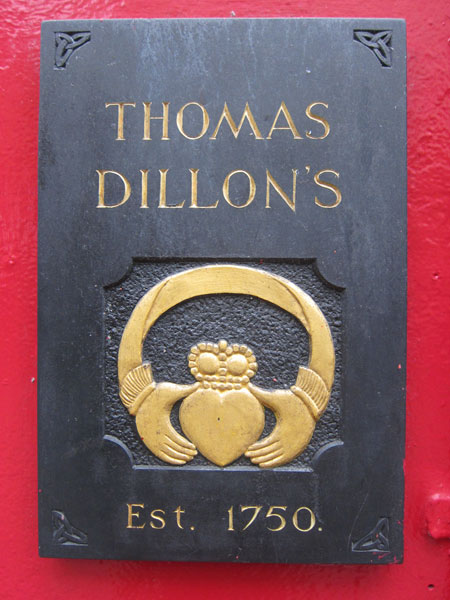 THOMAS
DILLON'S
Est. 1750.